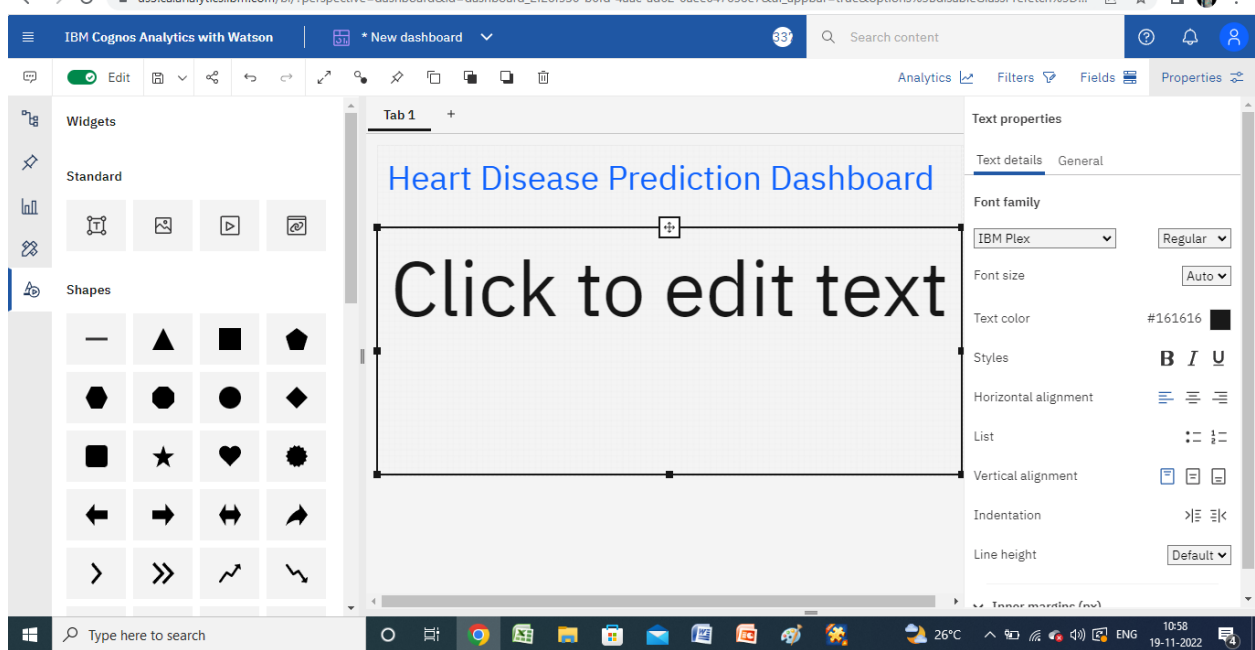 IBM Cognos Analytics with Watson
* New dashboard
Search content
Edit
Analytics
Filters
Fields
Properties
Widgets
Standard
Shapes
Tab 1
+
Heart Disease Prediction Dashboard
Click to edit text
Text properties
Text details
General
Font family
IBM Plex
Regular
Font size
Auto
Text color
#161616
Styles
B I U
Horizontal alignment
List
Vertical alignment
Indentation
Line height
Default
Type here to search
26°C
ENG
10:58
19-11-2022
4